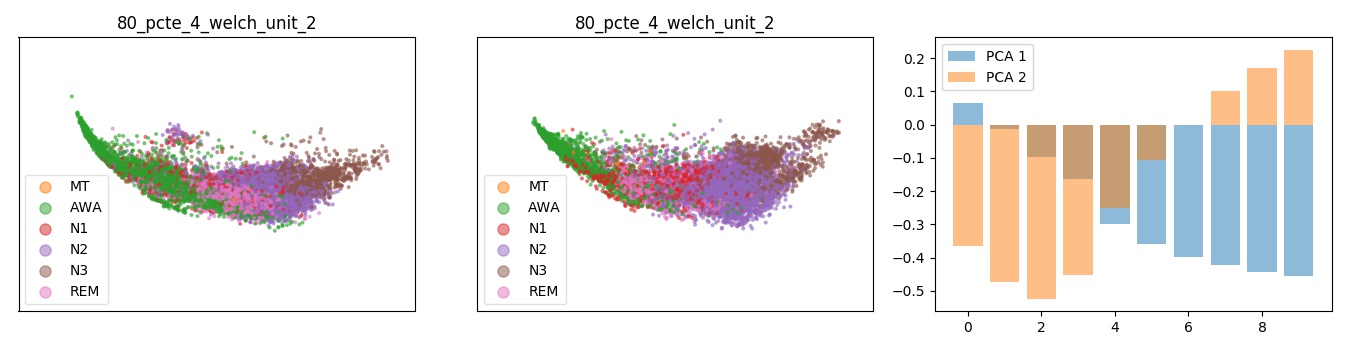 80_pcte_4_welch_unit_2
MT
AWA
N1
N2
N3
REM
80_pcte_4_welch_unit_2
MT
AWA
N1
N2
N3
REM
PCA 1
PCA 2
0.2
0.1
0.0
−0.1
−0.2
−0.3
−0.4
−0.5
0 2 4 6 8